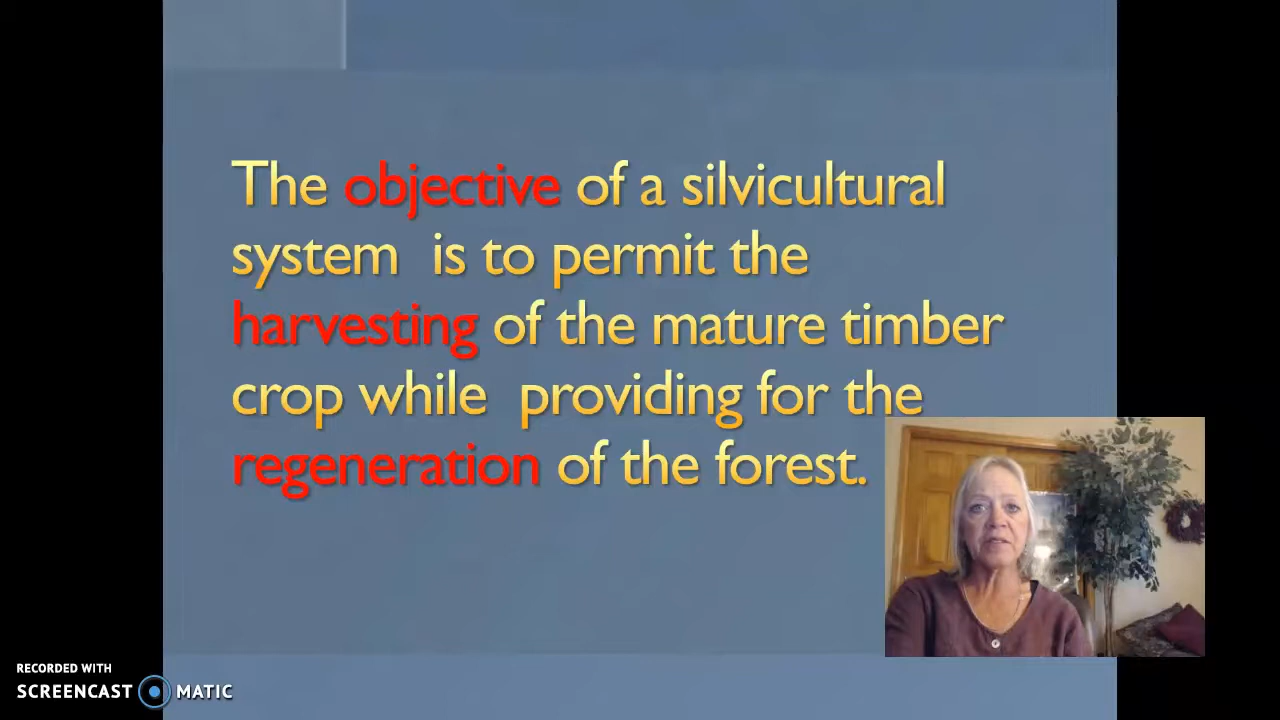 The objective of a silvicultural
system is to permit the
harvesting of the mature timber
crop while providing for the
regeneration of the forest.
RECORDED WITH
SCREENCAST MATIC